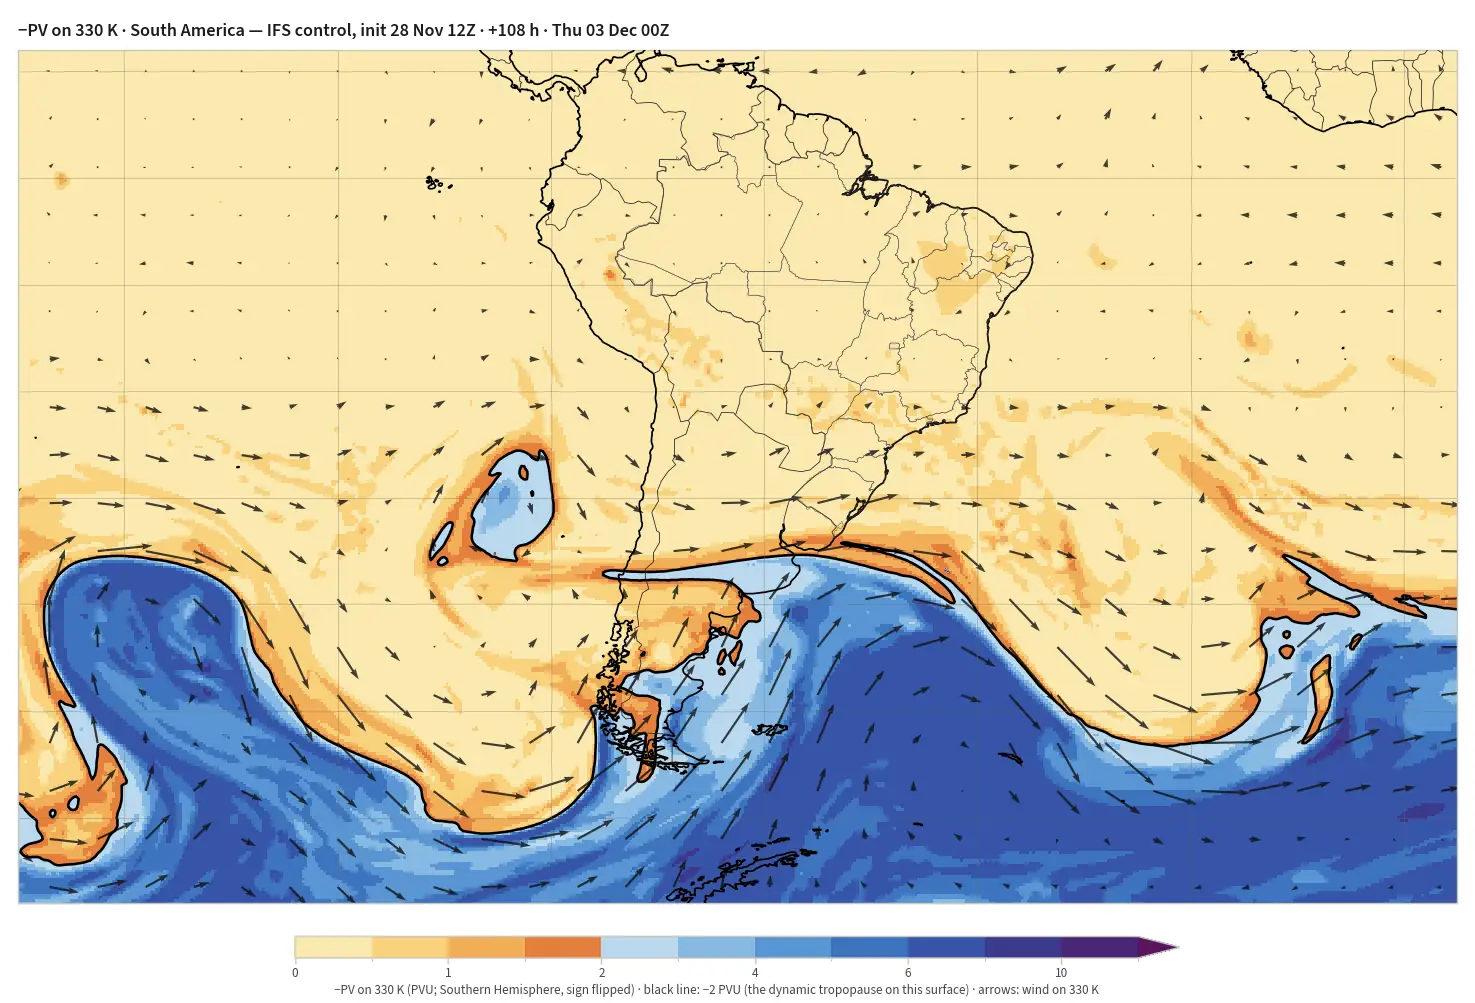 −PV on 330 K · South America — IFS control, init 28 Nov 12Z · +108 h · Thu 03 Dec 00Z
0 1 2 4 6 10
−PV on 330 K (PVU; Southern Hemisphere, sign flipped) · black line: −2 PVU (the dynamic tropopause on this surface) · arrows: wind on 330 K